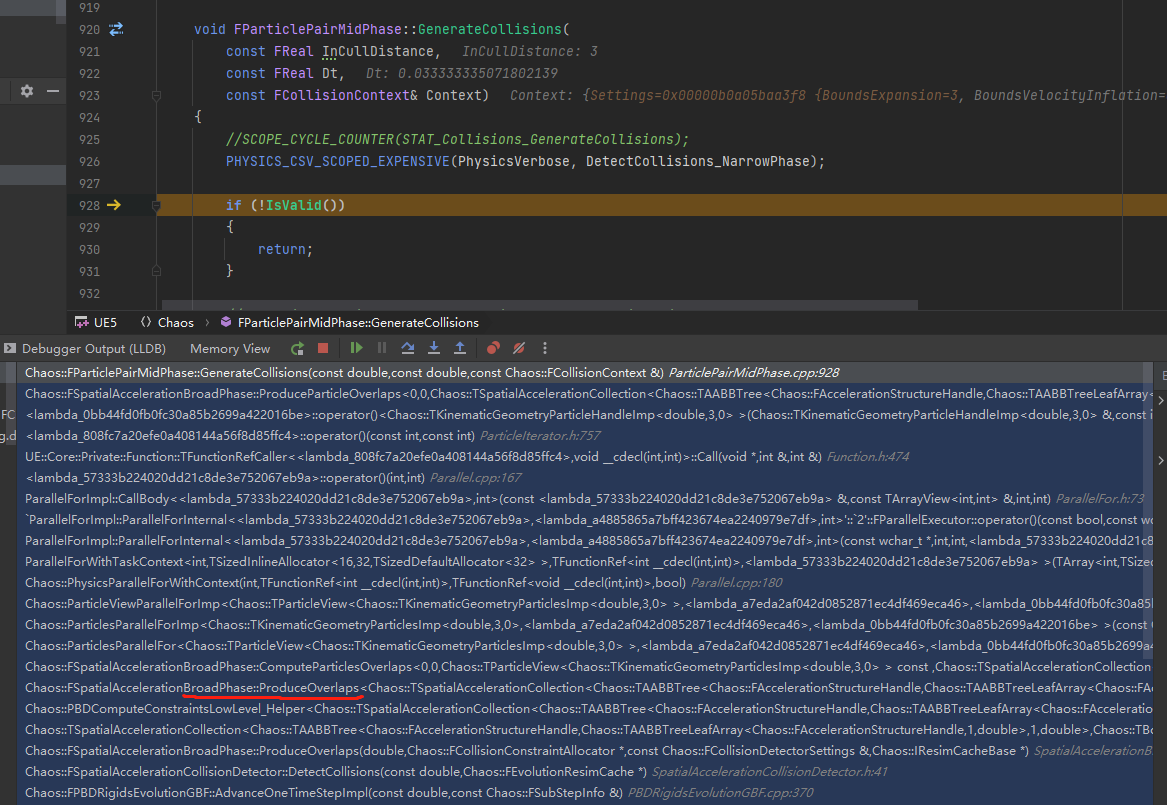 919
920 void FParticlePairMidPhase::GenerateCollisions(
921 const FReal InCullDistance, InCullDistance: 3
922 const FReal Dt, Dt: 0.033333335071802139
923 const FCollisionContext& Context) Context: {Settings=0x00000b0a05baa3f8 {BoundsExpansion=3, BoundsVelocityInflation=
924 {
925 //SCOPE_CYCLE_COUNTER(STAT_Collisions_GenerateCollisions);
926 PHYSICS_CSV_SCOPED_EXPENSIVE(PhysicsVerbose, DetectCollisions_NarrowPhase);
927
928 if (!IsValid())
929 {
930 return;
931 }
932
UE5 Chaos FParticlePairMidPhase::GenerateCollisions
Debugger Output (LLDB) Memory View
Chaos::FParticlePairMidPhase::GenerateCollisions(const double,const double,const Chaos::FCollisionContext &) ParticlePairMidPhase.cpp:928
Chaos::FSpatialAccelerationBroadPhase::ProduceParticleOverlaps<0,0,Chaos::TSpatialAccelerationCollection<Chaos::TAABBTree<Chaos::FAccelerationStructureHandle,Chaos::TAABBTreeLeafArray<
<lambda_0bb44fd0fb0fc30a85b2699a422016be>::operator()<Chaos::TKinematicGeometryParticleHandleImp<double,3,0> >(Chaos::TKinematicGeometryParticleHandleImp<double,3,0> &,const i
<lambda_808fc7a20efe0a408144a56f8d85ffc4>::operator()(const int,const int) ParticleIterator.h:757
UE::Core::Private::Function::TFunctionRefCaller<<lambda_808fc7a20efe0a408144a56f8d85ffc4>,void __cdecl(int,int)>::Call(void *,int &,int &) Function.h:474
<lambda_57333b224020dd21c8de3e752067eb9a>::operator()(int,int) Parallel.cpp:167
ParallelForImpl::CallBody<<lambda_57333b224020dd21c8de3e752067eb9a>,int>(const <lambda_57333b224020dd21c8de3e752067eb9a> &,const TArrayView<int,int> &,int,int) ParallelFor.h:73
`ParallelForImpl::ParallelForInternal<<lambda_57333b224020dd21c8de3e752067eb9a>,<lambda_a4885865a7bff423674ea2240979e7df>,int>'::`2'::FParallelExecutor::operator()(const bool,const wc
ParallelForImpl::ParallelForInternal<<lambda_57333b224020dd21c8de3e752067eb9a>,<lambda_a4885865a7bff423674ea2240979e7df>,int>(const wchar_t *,int,int,<lambda_57333b224020dd21c8
ParallelForWithTaskContext<int,TSizedInlineAllocator<16,32,TSizedDefaultAllocator<32> >,TFunctionRef<int __cdecl(int,int)>,<lambda_57333b224020dd21c8de3e752067eb9a> >(TArray<int,TSize
Chaos::PhysicsParallelForWithContext(int,TFunctionRef<int __cdecl(int,int)>,TFunctionRef<void __cdecl(int,int)>,bool) Parallel.cpp:180
Chaos::ParticleViewParallelForImp<Chaos::TParticleView<Chaos::TKinematicGeometryParticlesImp<double,3,0> >,<lambda_a7eda2af042d0852871ec4df469eca46>,<lambda_0bb44fd0fb0fc30a85b
Chaos::ParticlesParallelForImp<Chaos::TKinematicGeometryParticlesImp<double,3,0>,<lambda_a7eda2af042d0852871ec4df469eca46>,<lambda_0bb44fd0fb0fc30a85b2699a422016be> >(const
Chaos::ParticlesParallelFor<Chaos::TParticleView<Chaos::TKinematicGeometryParticlesImp<double,3,0> >,<lambda_a7eda2af042d0852871ec4df469eca46>,<lambda_0bb44fd0fb0fc30a85b2699a4
Chaos::FSpatialAccelerationBroadPhase::ComputeParticlesOverlaps<0,0,Chaos::TParticleView<Chaos::TKinematicGeometryParticlesImp<double,3,0> > const ,Chaos::TSpatialAccelerationCollection
Chaos::FSpatialAccelerationBroadPhase::ProduceOverlaps<Chaos::TSpatialAccelerationCollection<Chaos::TAABBTree<Chaos::FAccelerationStructureHandle,Chaos::TAABBTreeLeafArray<Chaos::FAc
Chaos::PBDComputeConstraintsLowLevel_Helper<Chaos::TSpatialAccelerationCollection<Chaos::TAABBTree<Chaos::FAccelerationStructureHandle,Chaos::TAABBTreeLeafArray<Chaos::FAcceleration
Chaos::TSpatialAccelerationCollection<Chaos::TAABBTree<Chaos::FAccelerationStructureHandle,Chaos::TAABBTreeLeafArray<Chaos::FAccelerationStructureHandle,1,double>,1,double>,Chaos::TBo
Chaos::FSpatialAccelerationBroadPhase::ProduceOverlaps(double,Chaos::FCollisionConstraintAllocator *,const Chaos::FCollisionDetectorSettings &,Chaos::IResimCacheBase *) SpatialAccelerationB
Chaos::FSpatialAccelerationCollisionDetector::DetectCollisions(const double,Chaos::FEvolutionResimCache *) SpatialAccelerationCollisionDetector.h:41
Chaos::FPBDRigidsEvolutionGBF::AdvanceOneTimeStepImpl(const double,const Chaos::FSubStepInfo &) PBDRigidsEvolutionGBF.cpp:370